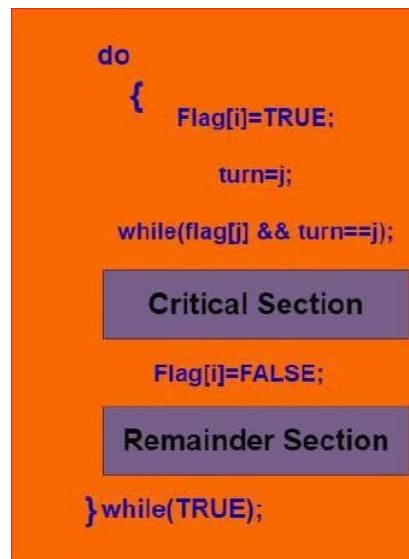 do
{
Flag[i]=TRUE;
turn=j;
while(flag[j] && turn==j);
Critical Section
Flag[i]=FALSE;
Remainder Section
} while(TRUE);